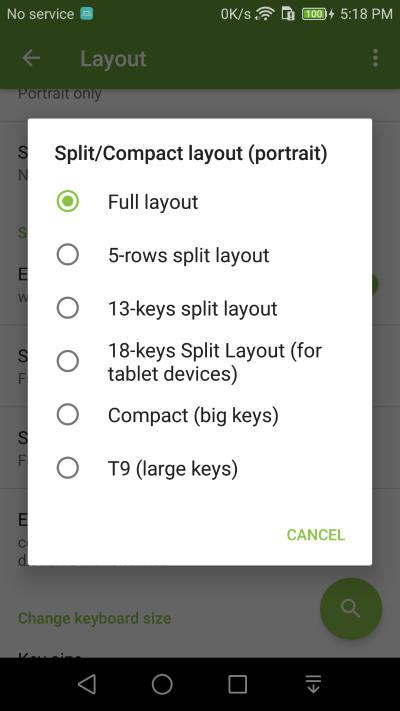 No service 0K/s 100 5:18 PM
Layout
Portrait only
Split/Compact layout (portrait)
Full layout
5-rows split layout
13-keys split layout
18-keys Split Layout (for
tablet devices)
Compact (big keys)
T9 (large keys)
CANCEL
Change keyboard size
Key size